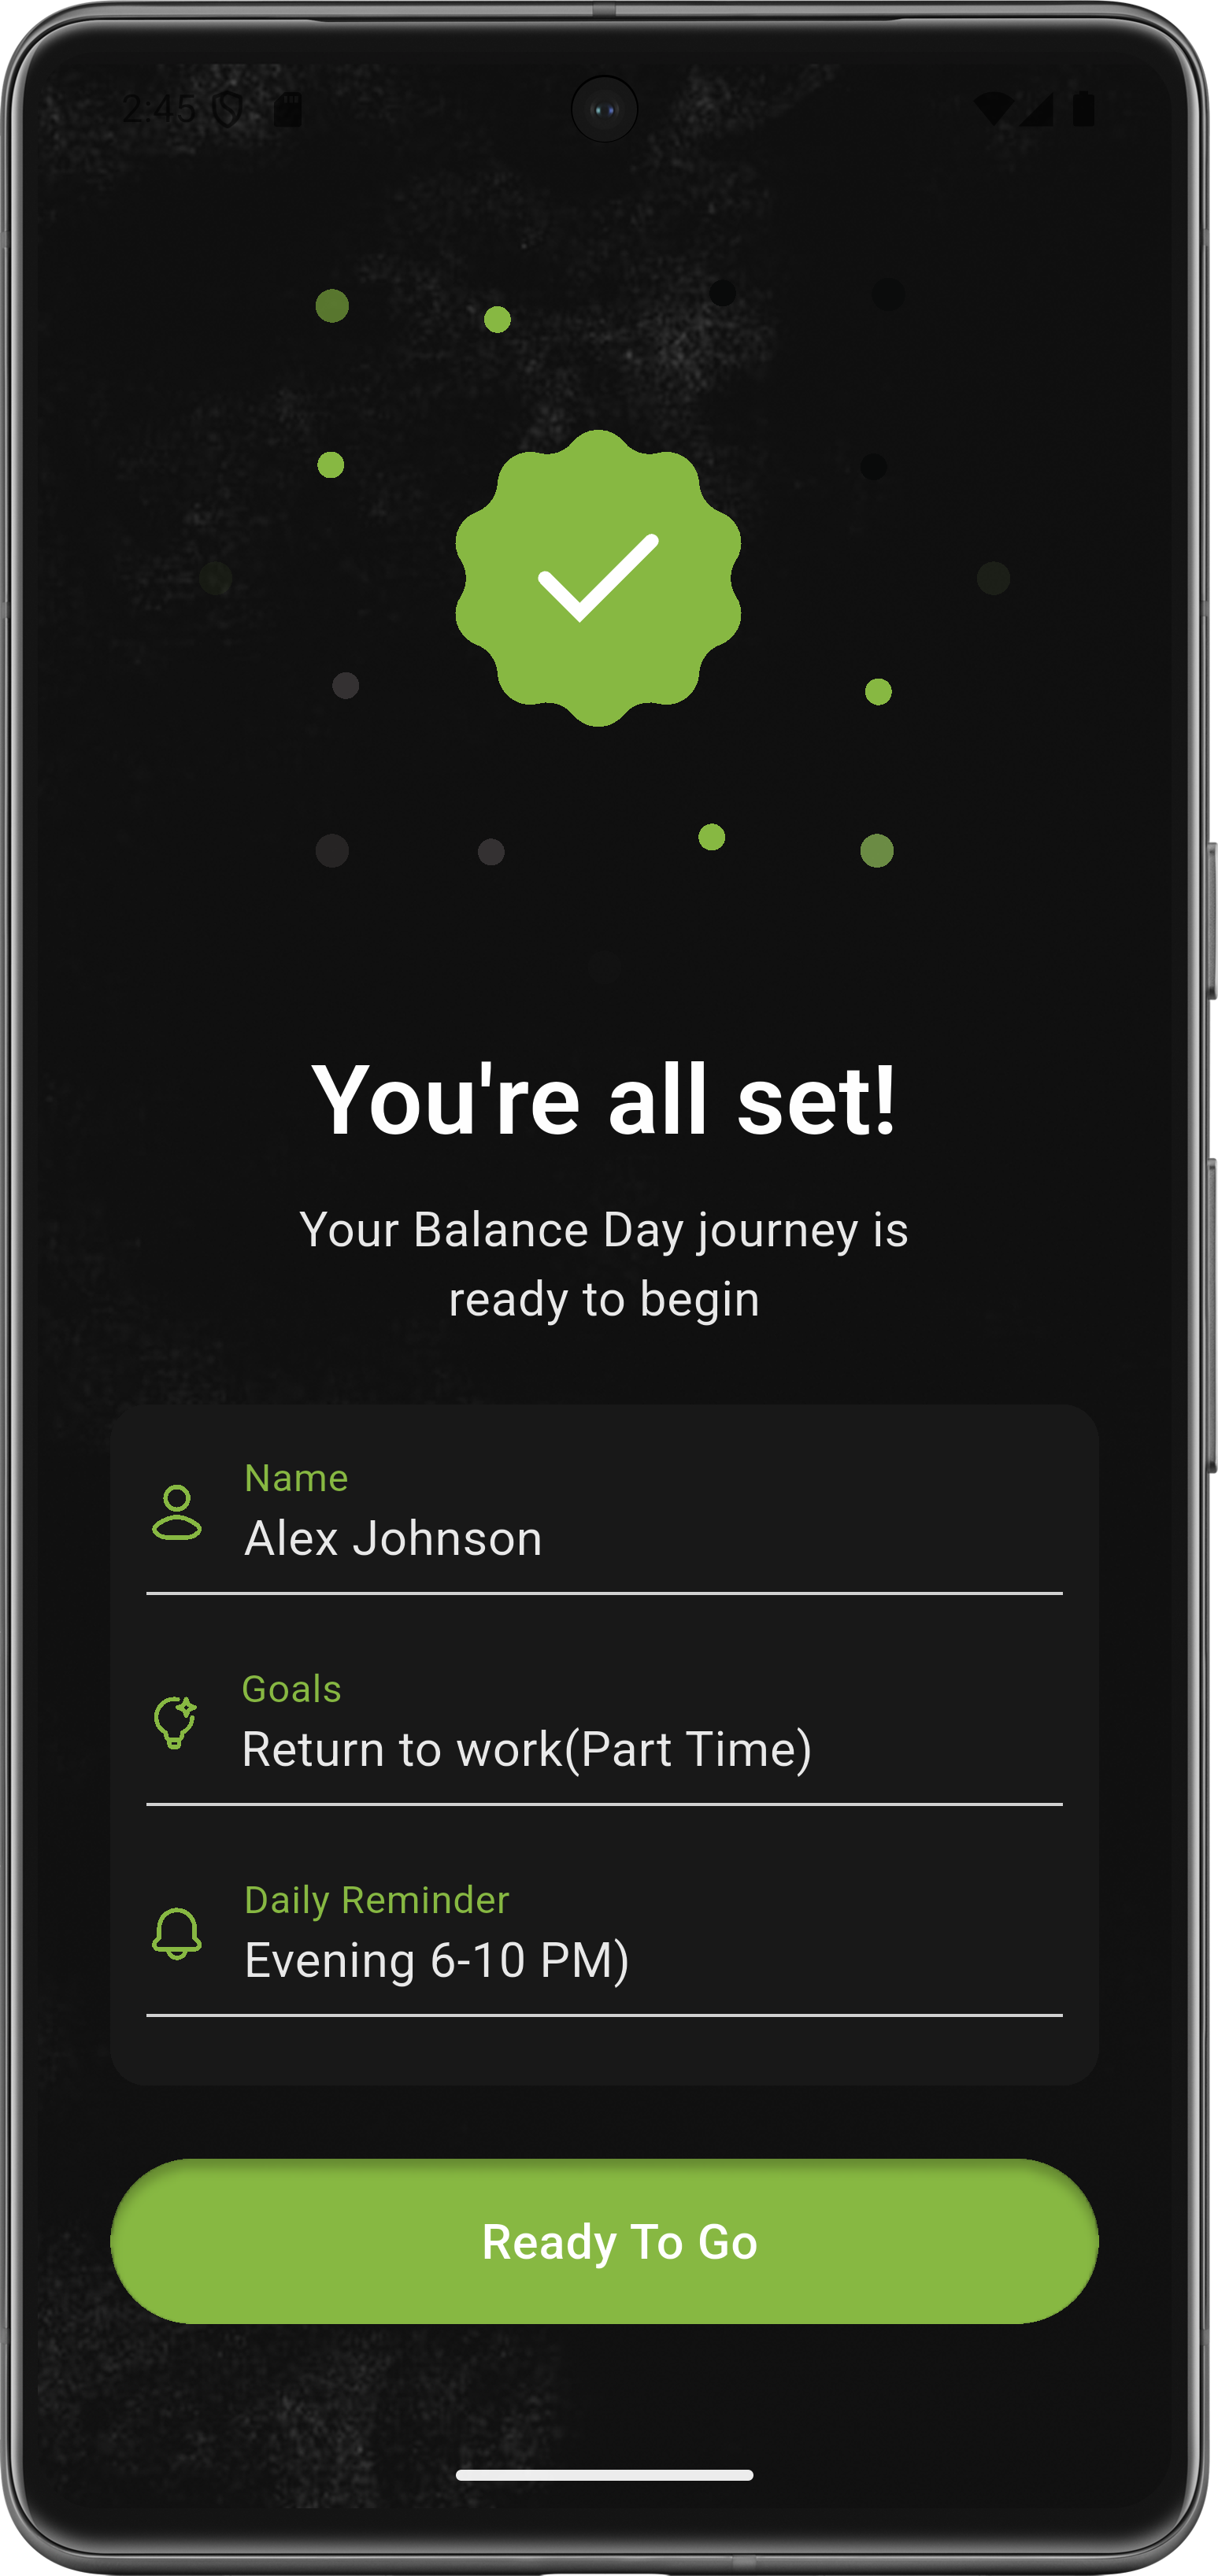 2:45
You're all set!
Your Balance Day journey is
ready to begin
Name
Alex Johnson
Goals
Return to work(Part Time)
Daily Reminder
Evening 6-10 PM)
Ready To Go